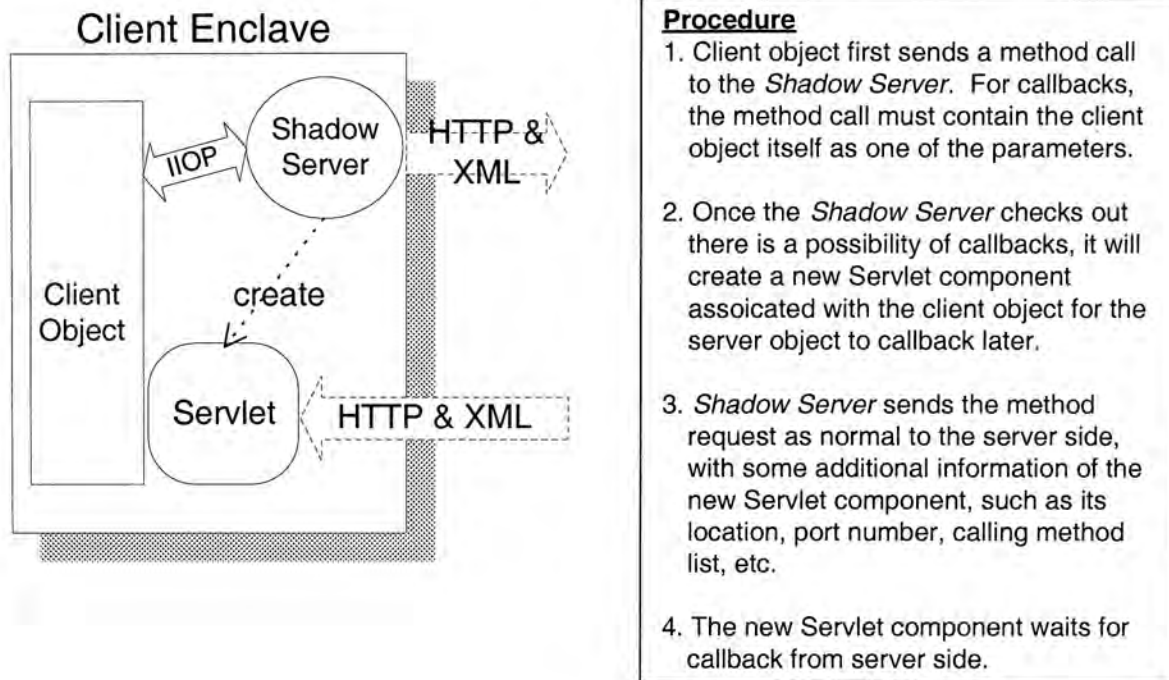 Client Enclave
Shadow
Server
IIOP
HTTP &
XML
create
Client
Object
Servlet
HTTP & XML
Procedure
1. Client object first sends a method call
to the Shadow Server. For callbacks,
the method call must contain the client
object itself as one of the parameters.
2. Once the Shadow Server checks out
there is a possibility of callbacks, it will
create a new Servlet component
assoicated with the client object for the
server object to callback later.
3. Shadow Server sends the method
request as normal to the server side,
with some additional information of the
new Servlet component, such as its
location, port number, calling method
list, etc.
4. The new Servlet component waits for
callback from server side.